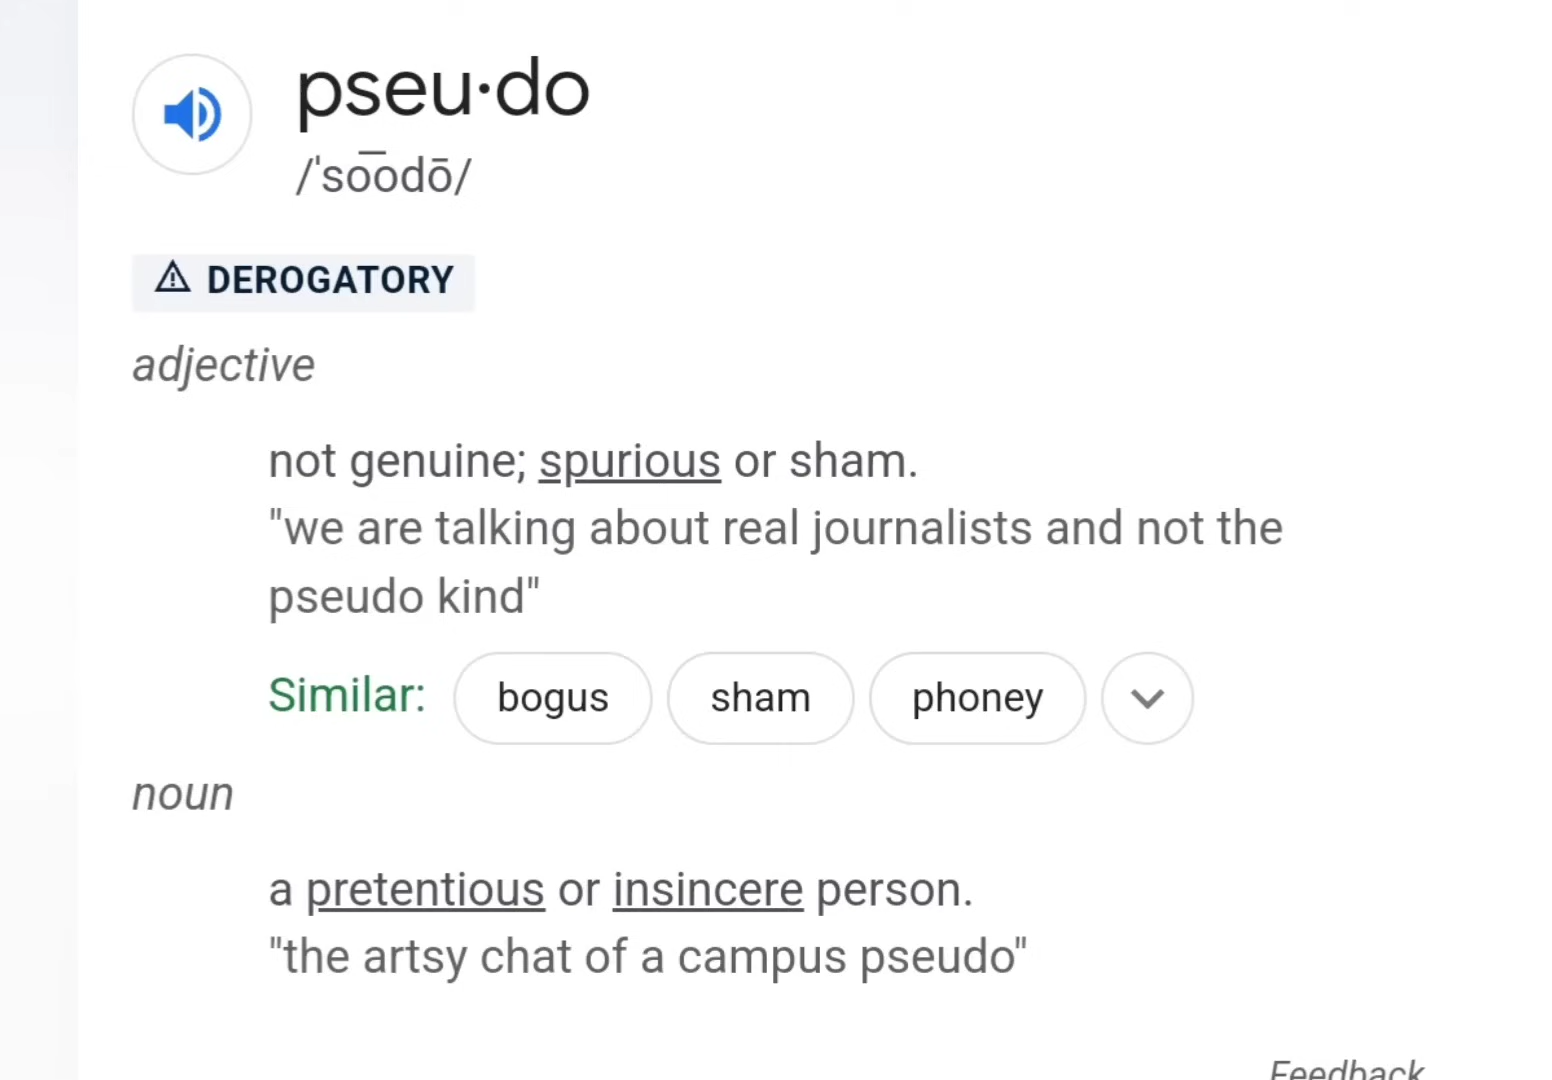 pseu·do
/ˈso͞odō/
DEROGATORY
adjective
not genuine; spurious or sham.
"we are talking about real journalists and not the
pseudo kind"
Similar: bogus sham phoney
noun
a pretentious or insincere person.
"the artsy chat of a campus pseudo"
Feedback